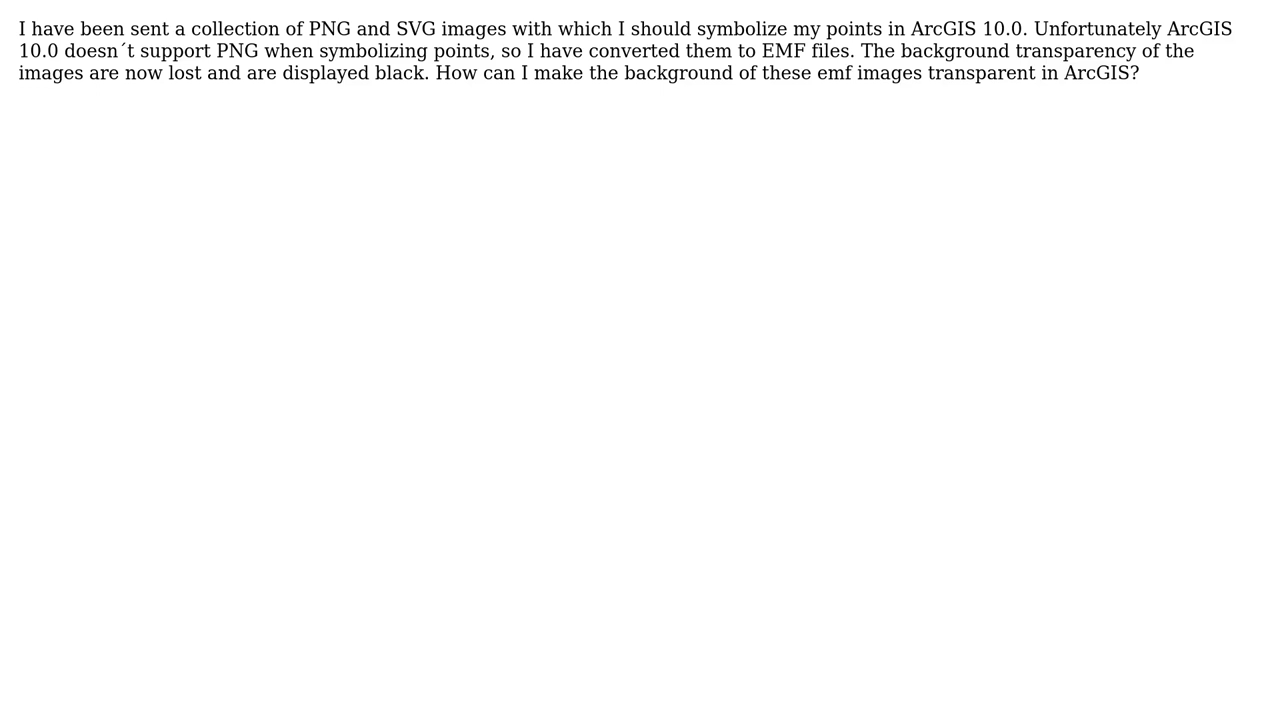 I have been sent a collection of PNG and SVG images with which I should symbolize my points in ArcGIS 10.0. Unfortunately ArcGIS
10.0 doesn´t support PNG when symbolizing points, so I have converted them to EMF files. The background transparency of the
images are now lost and are displayed black. How can I make the background of these emf images transparent in ArcGIS?